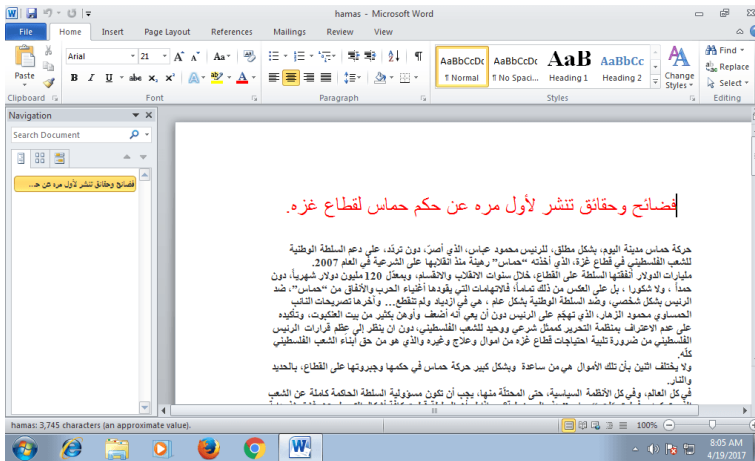 hamas - Microsoft Word
File Home Insert Page Layout References Mailings Review View
Arial 21 Aa
Find
Replace
Select
Paste
B I U abc x₂ x² A
AaBbCcDc AaBbCcDc AaB AaBbCc
¶ Normal ¶ No Spaci... Heading 1 Heading 2
Change Styles
Clipboard Font Paragraph Styles Editing
Navigation
Search Document
فضائح وحقائق تنشر لأول مره عن حـ...
فضائح وحقائق تنشر لأول مره عن حكم حماس لقطاع غزه.
حركة حماس مدينة اليوم، بشكل مطلق، للرئيس محمود عباس، الذي أصرّ، دون تردّد، على دعم السلطة الوطنية
للشعب الفلسطيني في قطاع غزة، الذي أخذته “حماس” رهينة منذ انقلابها على الشرعية في العام 2007.
مليارات الدولار أنفقتها السلطة على القطاع، خلال سنوات الانقلاب والانقسام، وبمعدّل 120 مليون دولار شهرياً، دون
حمداً ، ولا شكورا ، بل على العكس من ذلك تماماً؛ فالاتهامات التي يقودها أغنياء الحرب والأنفاق من “حماس”، ضد
الرئيس بشكل شخصي، وضد السلطة الوطنية بشكل عام ، هي في ازدياد ولم تنقطع... وآخرها تصريحات النائب
الحمساوي محمود الزهار، الذي تهجّم على الرئيس دون أن يعي أنه أضعف وأوهن بكثير من بيت العنكبوت، وتأكيده
على عدم الاعتراف بمنظمة التحرير كممثل شرعي ووحيد للشعب الفلسطيني، دون ان ينظر إلى عِظم قرارات الرئيس
الفلسطيني من ضرورة تلبية احتياجات قطاع غزه من اموال وعلاج وغيره والذي هو من حق أبناء الشعب الفلسطيني
كلّه.
ولا يختلف اثنين بأن تلك الأموال هي من ساعدة وبشكل كبير حركة حماس في حكمها وجبروتها على القطاع، بالحديد
والنار.
في كل العالم، وفي كل الأنظمة السياسية، حتى المحتلّة منها، يجب أن تكون مسؤولية السلطة الحاكمة كاملة عن الشعب
hamas: 3,745 characters (an approximate value).
100%
8:05 AM
4/19/2017